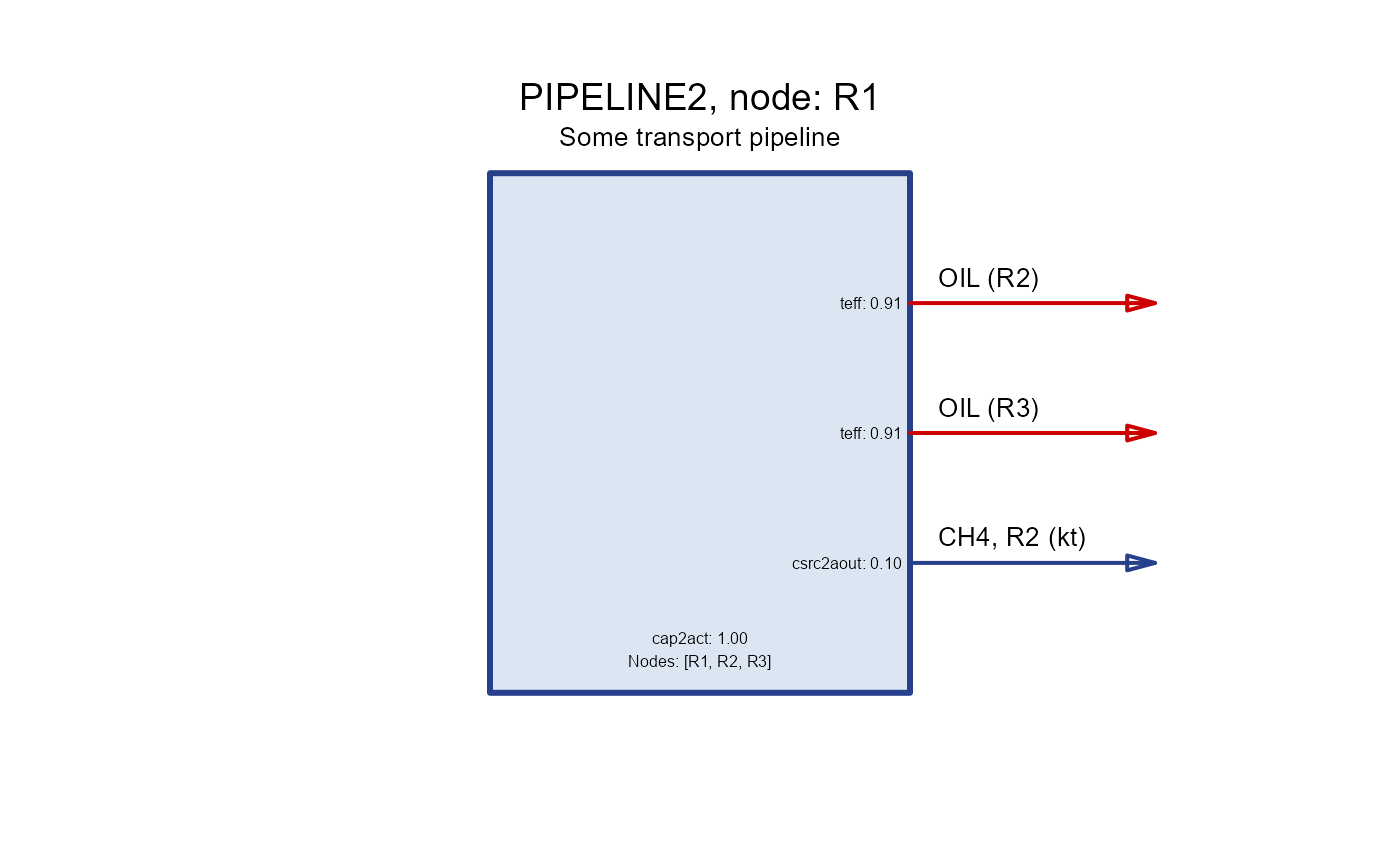 PIPELINE2, node: R1
Some transport pipeline
OIL (R2)
teff: 0.91
OIL (R3)
teff: 0.91
CH4, R2 (kt)
csrc2aout: 0.10
cap2act: 1.00
Nodes: [R1, R2, R3]